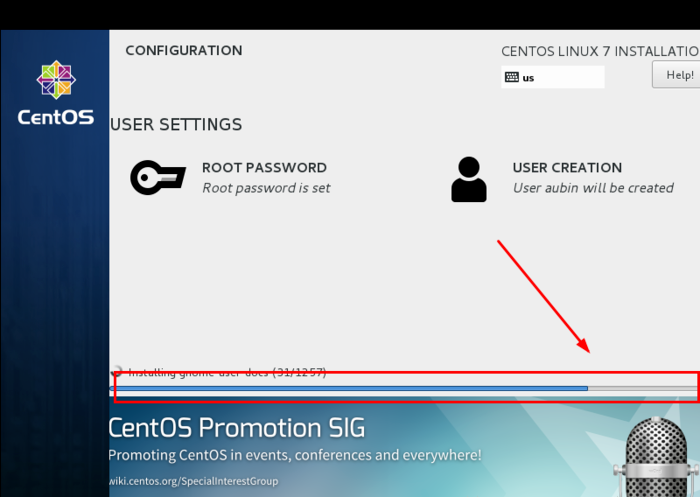 CONFIGURATION
CENTOS LINUX 7 INSTALLATIO
us
Help!
CentOS
USER SETTINGS
ROOT PASSWORD
Root password is set
USER CREATION
User aubin will be created
Installing gnome-user-docs (31/1257)
CentOS Promotion SIG
Promoting CentOS in events, conferences and everywhere!
wiki.centos.org/SpecialInterestGroup